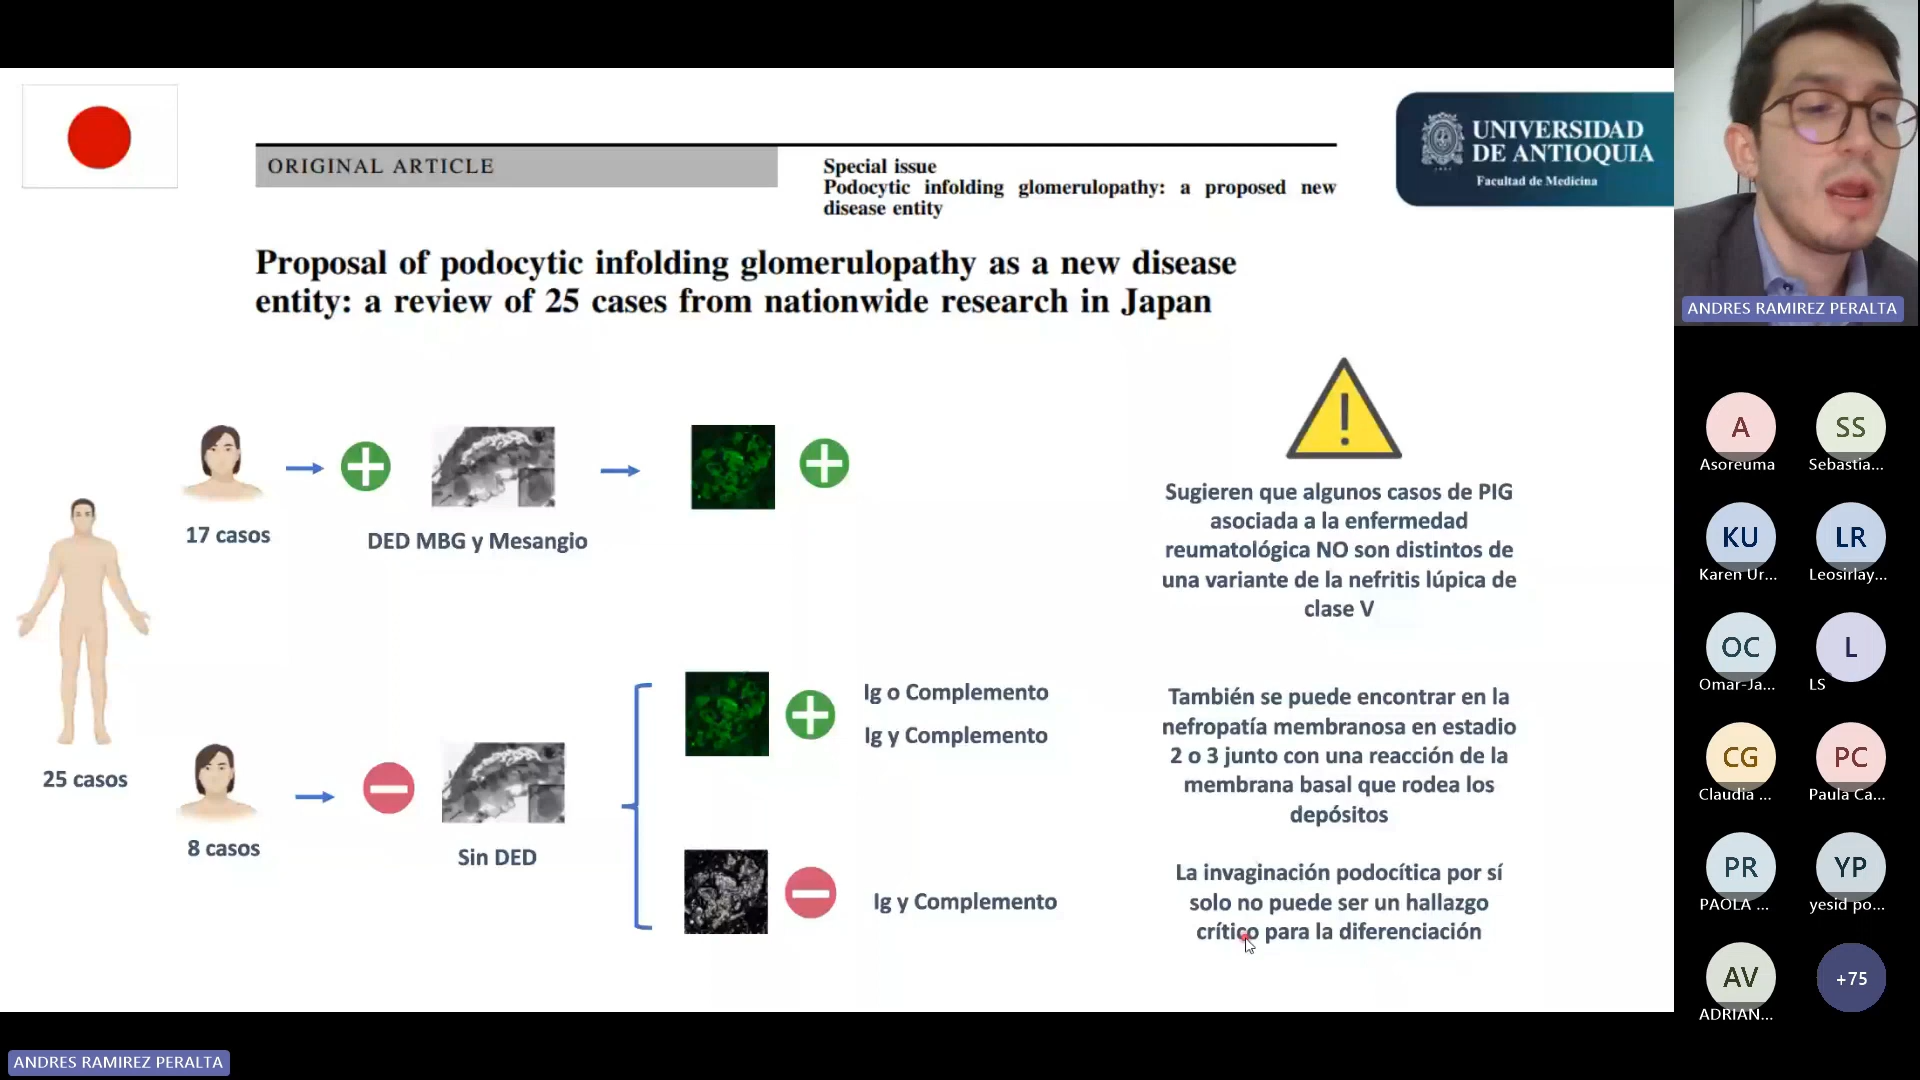 ORIGINAL ARTICLE
Special issue
Podocytic infolding glomerulopathy: a proposed new
disease entity
UNIVERSIDAD
DE ANTIOQUIA
Facultad de Medicina
Proposal of podocytic infolding glomerulopathy as a new disease
entity: a review of 25 cases from nationwide research in Japan
17 casos
DED MBG y Mesangio
25 casos
8 casos
Sin DED
Ig o Complemento
Ig y Complemento
Ig y Complemento
Sugieren que algunos casos de PIG
asociada a la enfermedad
reumatológica NO son distintos de
una variante de la nefritis lúpica de
clase V
También se puede encontrar en la
nefropatía membranosa en estadio
2 o 3 junto con una reacción de la
membrana basal que rodea los
depósitos
La invaginación podocítica por sí
solo no puede ser un hallazgo
crítico para la diferenciación
ANDRES RAMIREZ PERALTA
A
Asoreuma
SS
Sebastia...
KU
Karen Ur...
LR
Leosirlay...
OC
Omar-Ja...
L
LS
CG
Claudia ...
PC
Paula Ca...
PR
PAOLA ...
YP
yesid po...
AV
ADRIAN...
+75
ANDRES RAMIREZ PERALTA